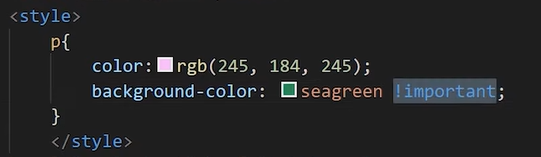 <style>
p{
color: rgb(245, 184, 245);
background-color: seagreen !important;
}
</style>